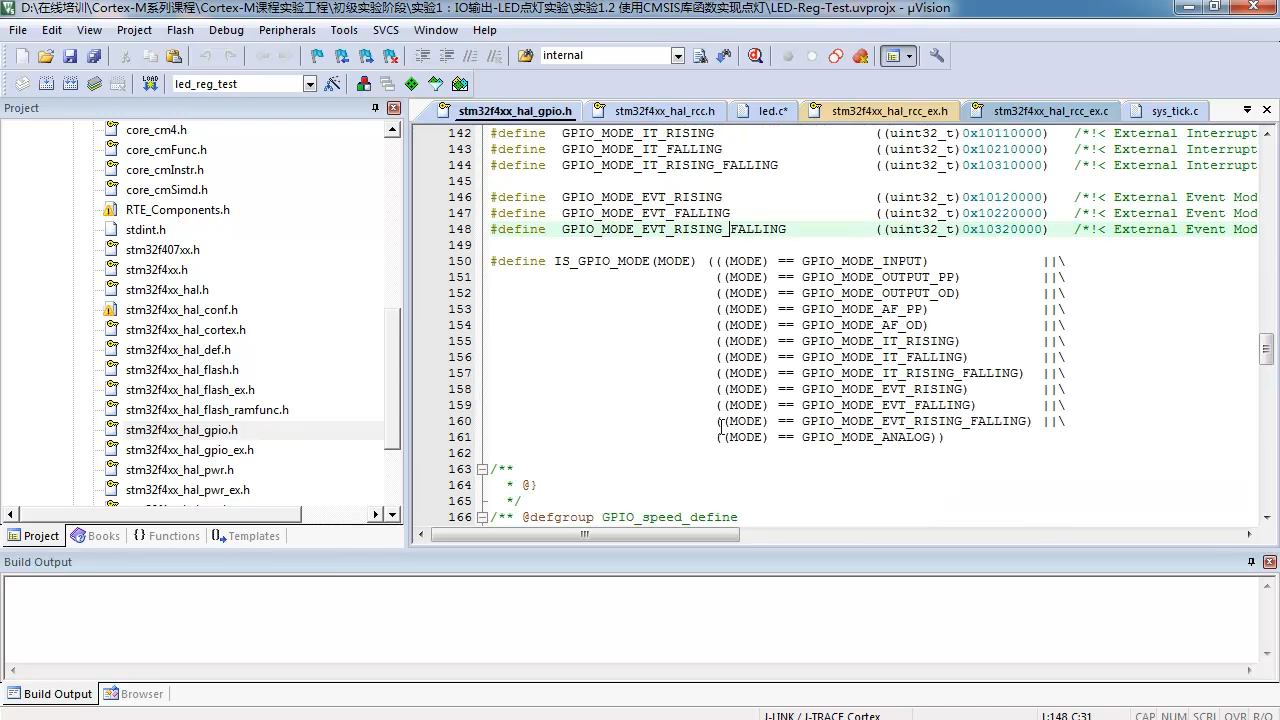 D:\在线培训\Cortex-M系列课程\Cortex-M课程实验工程\初级实验阶段\实验1：IO输出-LED点灯实验\实验1.2 使用CMSIS库函数实现点灯\LED-Reg-Test.uvprojx - µVision
File Edit View Project Flash Debug Peripherals Tools SVCS Window Help
internal
LOAD led_reg_test
Project
core_cm4.h
core_cmFunc.h
core_cmInstr.h
core_cmSimd.h
RTE_Components.h
stdint.h
stm32f407xx.h
stm32f4xx.h
stm32f4xx_hal.h
stm32f4xx_hal_conf.h
stm32f4xx_hal_cortex.h
stm32f4xx_hal_def.h
stm32f4xx_hal_flash.h
stm32f4xx_hal_flash_ex.h
stm32f4xx_hal_flash_ramfunc.h
stm32f4xx_hal_gpio.h
stm32f4xx_hal_gpio_ex.h
stm32f4xx_hal_pwr.h
stm32f4xx_hal_pwr_ex.h
Project Books {} Functions Templates
stm32f4xx_hal_gpio.h stm32f4xx_hal_rcc.h led.c* stm32f4xx_hal_rcc_ex.h stm32f4xx_hal_rcc_ex.c sys_tick.c
142 #define GPIO_MODE_IT_RISING ((uint32_t)0x10110000) /*!< External Interrupt
143 #define GPIO_MODE_IT_FALLING ((uint32_t)0x10210000) /*!< External Interrupt
144 #define GPIO_MODE_IT_RISING_FALLING ((uint32_t)0x10310000) /*!< External Interrupt
145
146 #define GPIO_MODE_EVT_RISING ((uint32_t)0x10120000) /*!< External Event Mod
147 #define GPIO_MODE_EVT_FALLING ((uint32_t)0x10220000) /*!< External Event Mod
148 #define GPIO_MODE_EVT_RISING_FALLING ((uint32_t)0x10320000) /*!< External Event Mod
149
150 #define IS_GPIO_MODE(MODE) (((MODE) == GPIO_MODE_INPUT) ||\
151 ((MODE) == GPIO_MODE_OUTPUT_PP) ||\
152 ((MODE) == GPIO_MODE_OUTPUT_OD) ||\
153 ((MODE) == GPIO_MODE_AF_PP) ||\
154 ((MODE) == GPIO_MODE_AF_OD) ||\
155 ((MODE) == GPIO_MODE_IT_RISING) ||\
156 ((MODE) == GPIO_MODE_IT_FALLING) ||\
157 ((MODE) == GPIO_MODE_IT_RISING_FALLING) ||\
158 ((MODE) == GPIO_MODE_EVT_RISING) ||\
159 ((MODE) == GPIO_MODE_EVT_FALLING) ||\
160 ((MODE) == GPIO_MODE_EVT_RISING_FALLING) ||\
161 ((MODE) == GPIO_MODE_ANALOG))
162
163 /**
164 * @}
165 */
166 /** @defgroup GPIO_speed_define
Build Output
Build Output Browser
J-LINK / J-TRACE Cortex L:148 C:31 CAP NUM SCRL OVR R/O